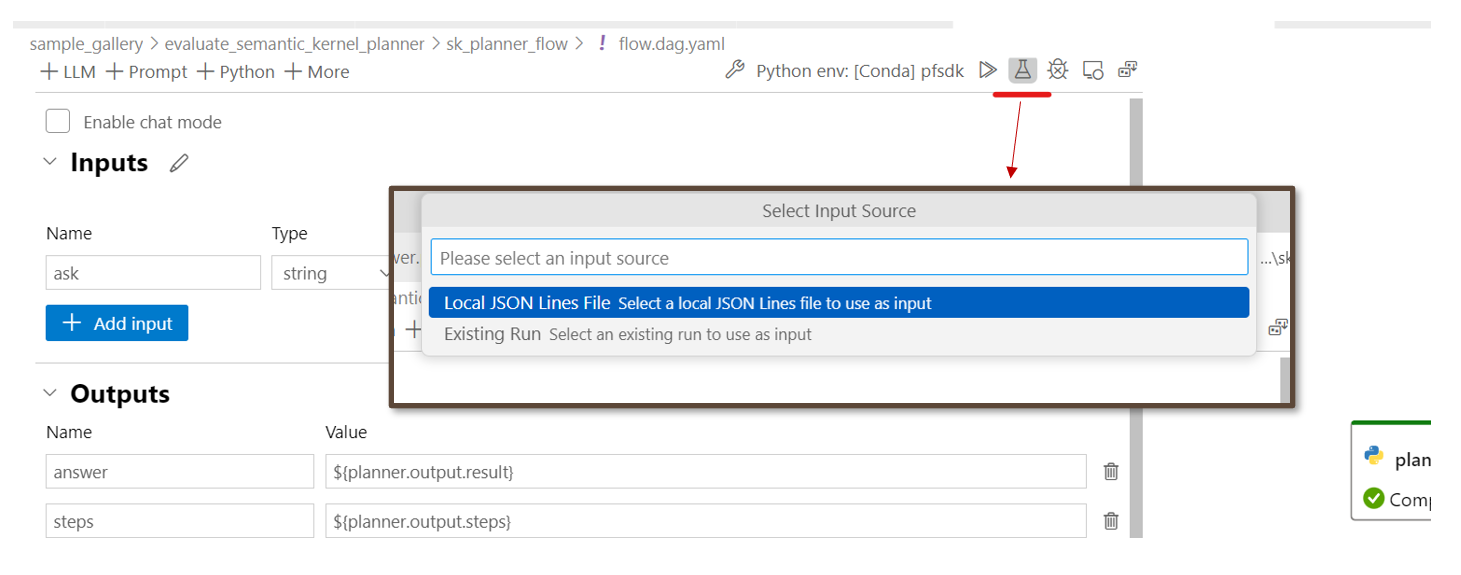 sample_gallery > evaluate_semantic_kernel_planner > sk_planner_flow > ! flow.dag.yaml
+ LLM + Prompt + Python + More Python env: [Conda] pfsdk
Enable chat mode
Inputs
Select Input Source
Name Type
ver. Please select an input source ...\sk
ask string
Local JSON Lines File Select a local JSON Lines file to use as input
+ Add input
Existing Run Select an existing run to use as input
Outputs
Name Value
answer ${planner.output.result}
plan
steps ${planner.output.steps}
Comp